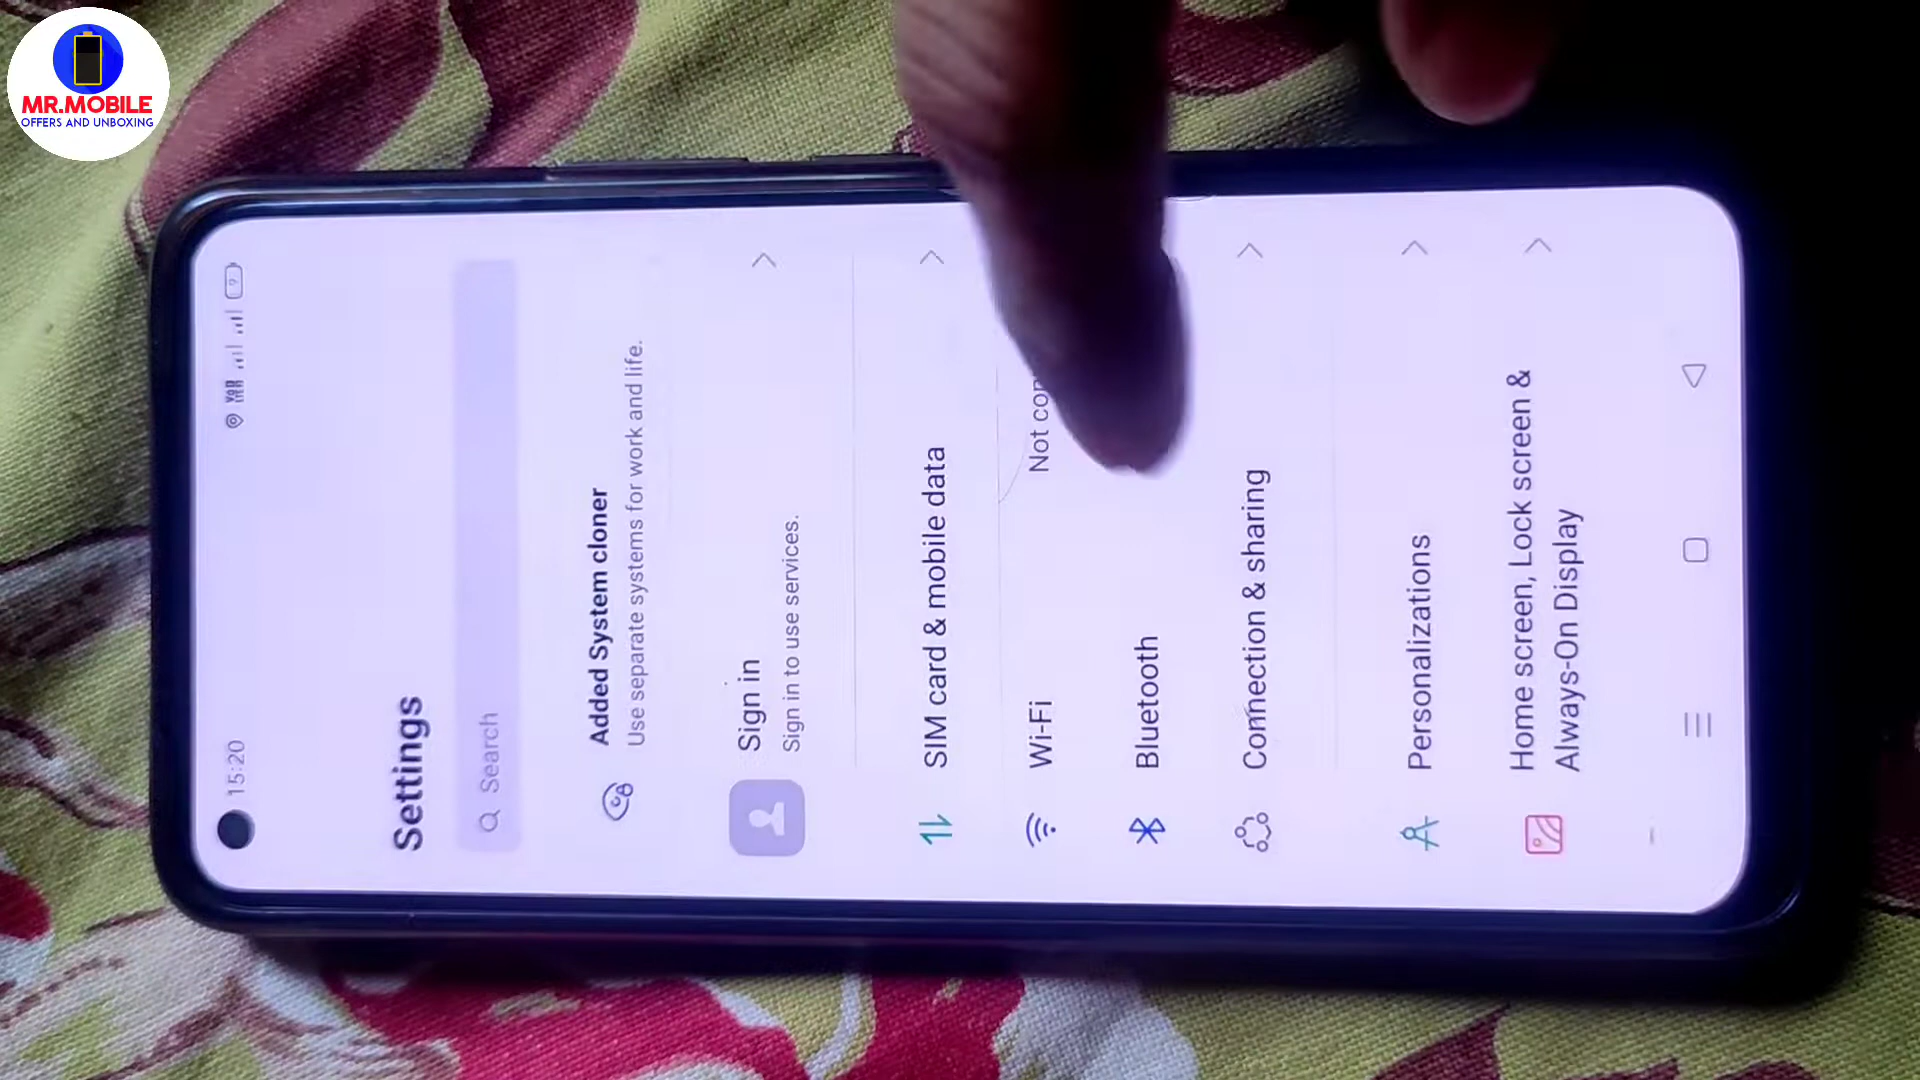 MR.MOBILE
OFFERS AND UNBOXING
15:20
Settings
Search
Added System cloner
Use separate systems for work and life.
Sign in
Sign in to use services.
SIM card & mobile data
Wi-Fi
Not co
Bluetooth
Connection & sharing
Personalizations
Home screen, Lock screen &
Always-On Display